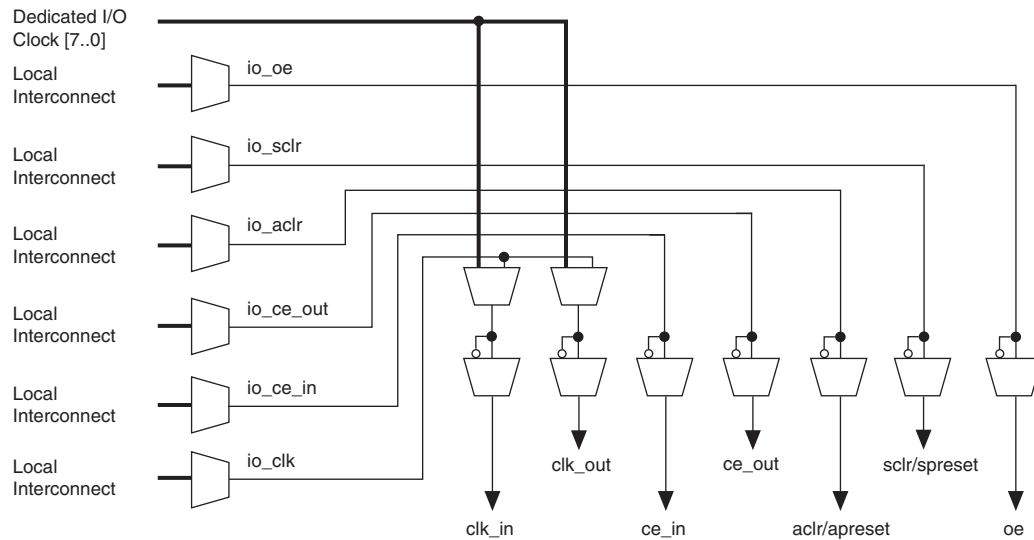 Dedicated I/O
Clock [7..0]
Local
Interconnect
io_oe
Local
Interconnect
io_sclr
Local
Interconnect
io_aclr
Local
Interconnect
io_ce_out
Local
Interconnect
io_ce_in
Local
Interconnect
io_clk
clk_out
ce_out
sclr/spreset
clk_in
ce_in
aclr/apreset
oe